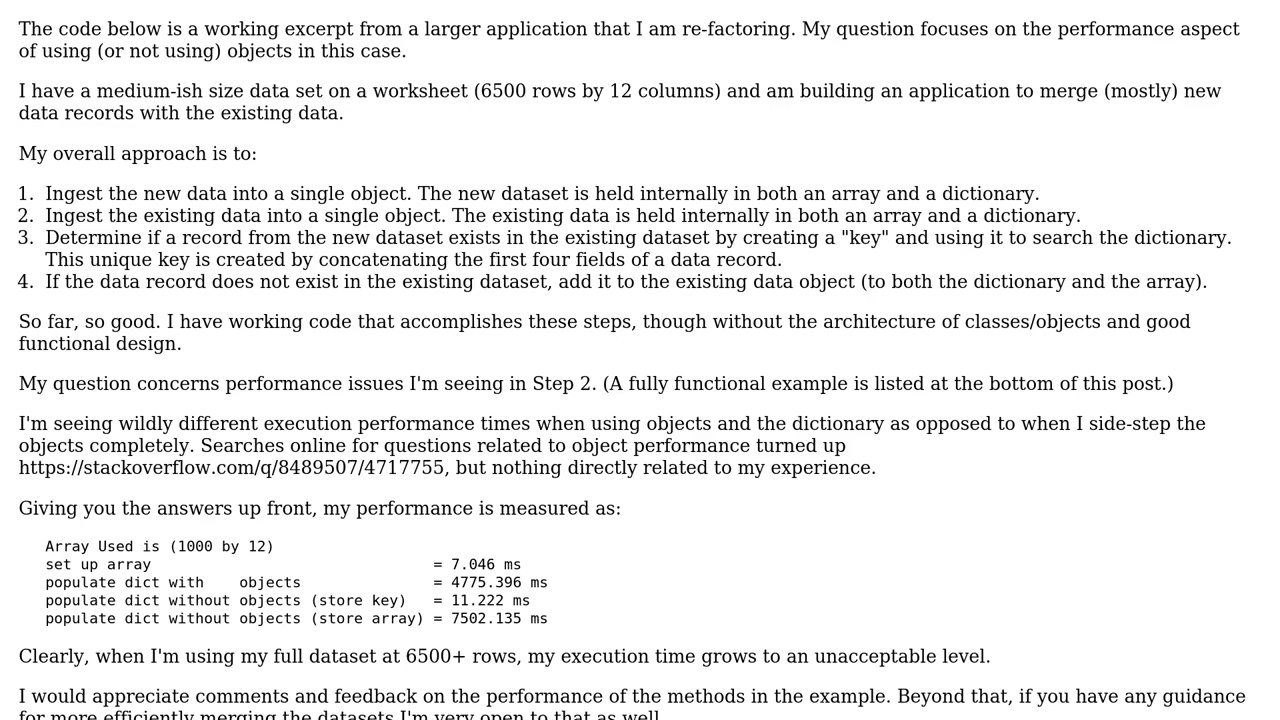 The code below is a working excerpt from a larger application that I am re-factoring. My question focuses on the performance aspect
of using (or not using) objects in this case.
I have a medium-ish size data set on a worksheet (6500 rows by 12 columns) and am building an application to merge (mostly) new
data records with the existing data.
My overall approach is to:
1. Ingest the new data into a single object. The new dataset is held internally in both an array and a dictionary.
2. Ingest the existing data into a single object. The existing data is held internally in both an array and a dictionary.
3. Determine if a record from the new dataset exists in the existing dataset by creating a "key" and using it to search the dictionary.
This unique key is created by concatenating the first four fields of a data record.
4. If the data record does not exist in the existing dataset, add it to the existing data object (to both the dictionary and the array).
So far, so good. I have working code that accomplishes these steps, though without the architecture of classes/objects and good
functional design.
My question concerns performance issues I'm seeing in Step 2. (A fully functional example is listed at the bottom of this post.)
I'm seeing wildly different execution performance times when using objects and the dictionary as opposed to when I side-step the
objects completely. Searches online for questions related to object performance turned up
https://stackoverflow.com/q/8489507/4717755, but nothing directly related to my experience.
Giving you the answers up front, my performance is measured as:
Array Used is (1000 by 12)
set up array                                = 7.046 ms
populate dict with    objects               = 4775.396 ms
populate dict without objects (store key)   = 11.222 ms
populate dict without objects (store array) = 7502.135 ms
Clearly, when I'm using my full dataset at 6500+ rows, my execution time grows to an unacceptable level.
I would appreciate comments and feedback on the performance of the methods in the example. Beyond that, if you have any guidance
for more efficiently merging the datasets I'm very open to that as well.